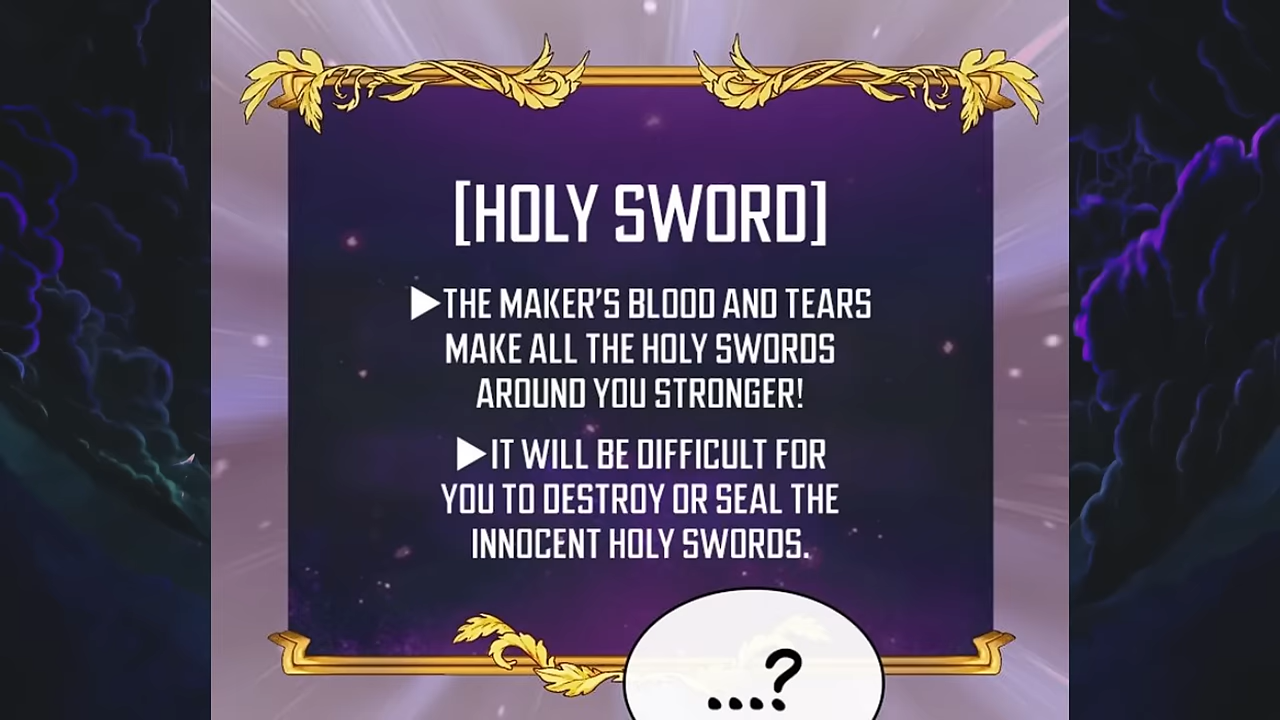 [HOLY SWORD]
▶THE MAKER'S BLOOD AND TEARS
MAKE ALL THE HOLY SWORDS
AROUND YOU STRONGER!
▶IT WILL BE DIFFICULT FOR
YOU TO DESTROY OR SEAL THE
INNOCENT HOLY SWORDS.
....?